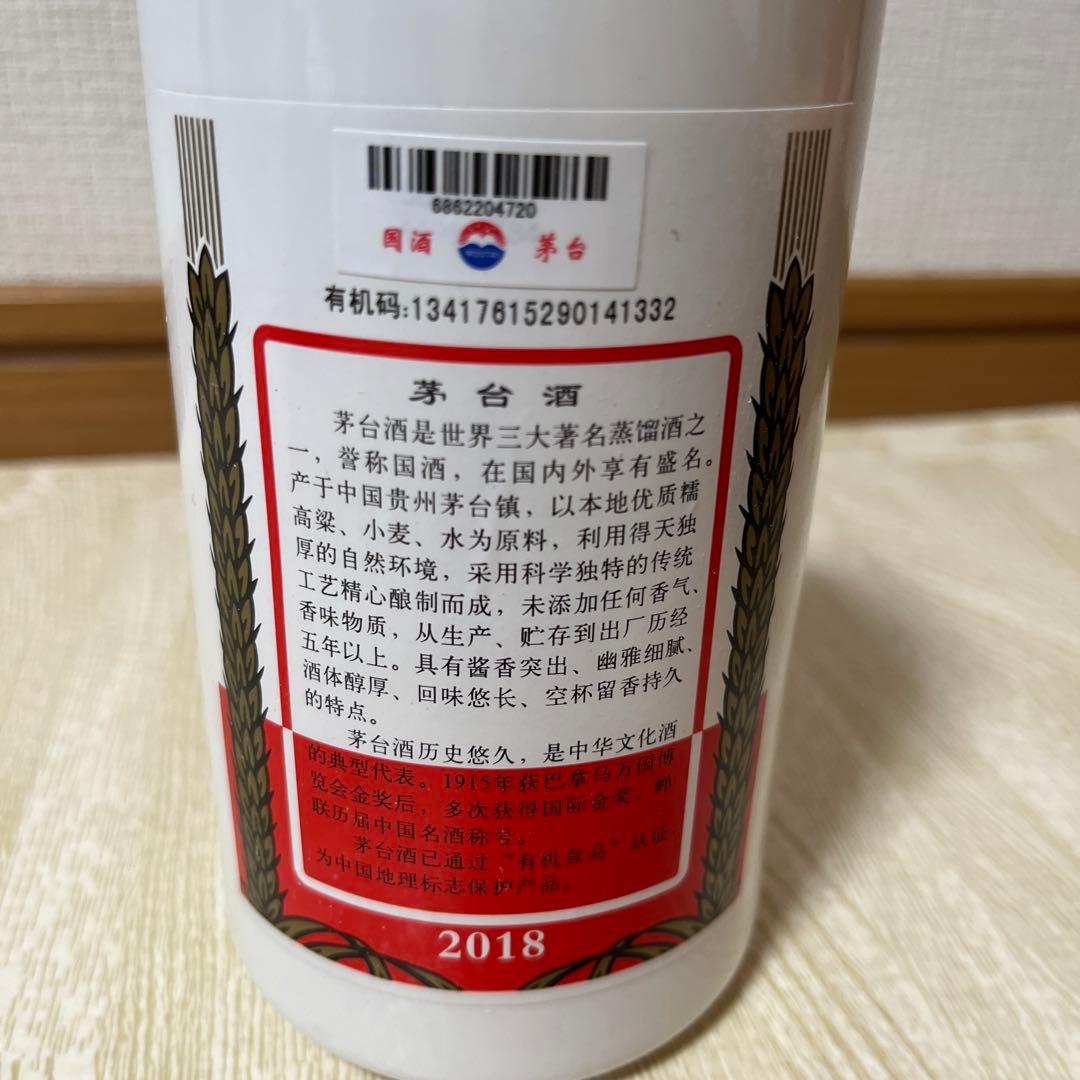 6862204720
国酒 茅台
有机码:13417615290141332
茅台酒
茅台酒是世界三大著名蒸馏酒之
一，誉称国酒，在国内外享有盛名。
产于中国贵州茅台镇，以本地优质糯
高粱、小麦、水为原料，利用得天独
厚的自然环境，采用科学独特的传统
工艺精心酿制而成，未添加任何香气、
香味物质，从生产、贮存到出厂历经
五年以上。具有酱香突出、幽雅细腻、
酒体醇厚、回味悠长、空杯留香持久
的特点。
茅台酒历史悠久，是中华文化酒
的典型代表。1915年获巴拿马万国博
览会金奖后，多次获得国际金奖，蝉
联历届中国名酒称号。
茅台酒已通过“有机食品”认证，
为中国地理标志保护产品。
2018